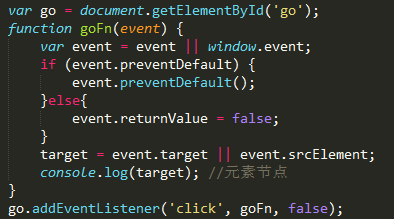 var go = document.getElementById('go');
function goFn(event) {
    var event = event || window.event;
    if (event.preventDefault) {
        event.preventDefault();
    }else{
        event.returnValue = false;
    }
    target = event.target || event.srcElement;
    console.log(target); //元素节点
}
go.addEventListener('click', goFn, false);